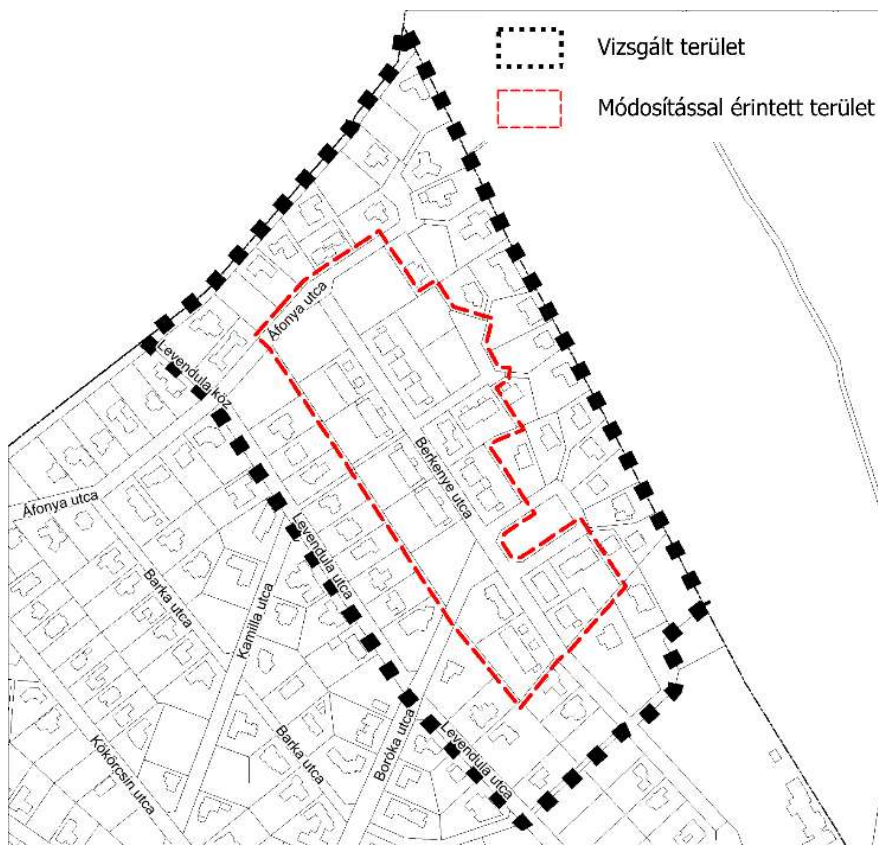 Vizsgált terület
Módosítással érintett terület
Áfonya utca
Levendula köz
Berkenye utca
Áfonya utca
Levendula utca
Barka utca
Kamilla utca
Boróka utca
Levendula utca
Barka utca
Kökörcsin utca